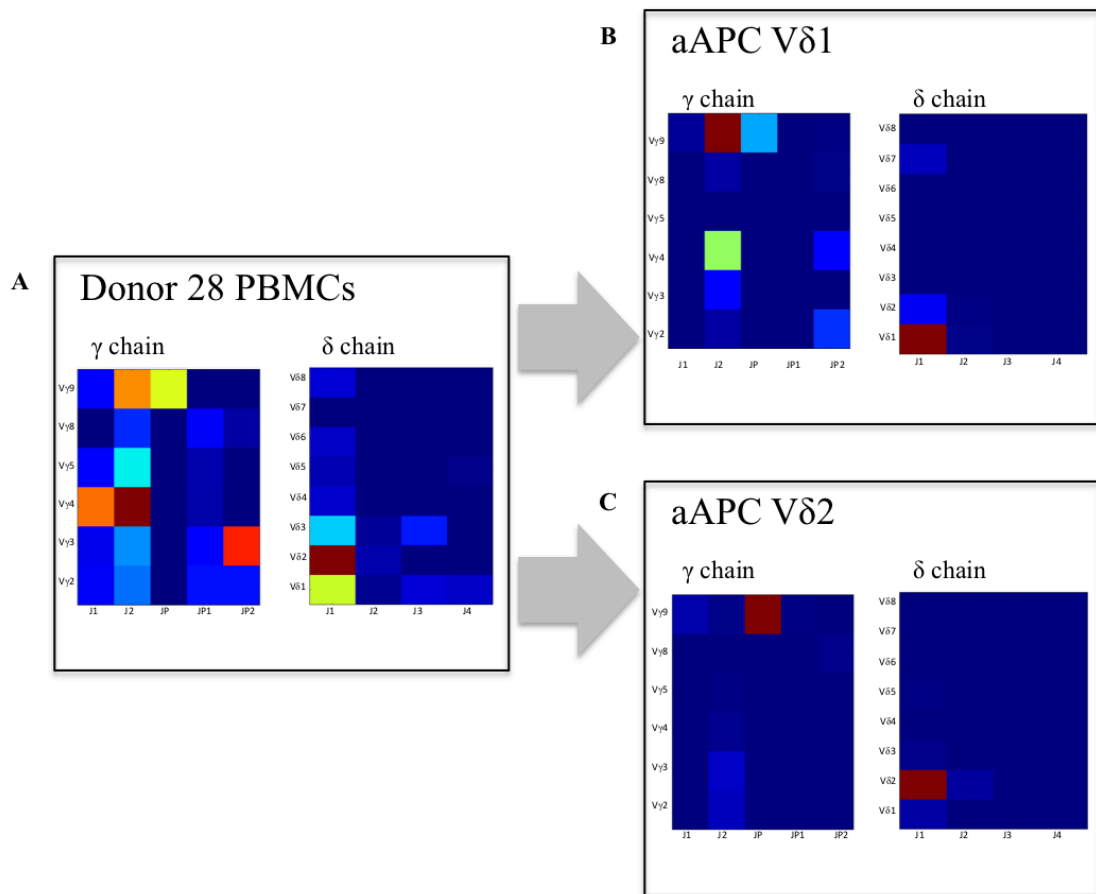 A
Donor 28 PBMCs
γ chain
Vγ9
Vγ8
Vγ5
Vγ4
Vγ3
Vγ2
J1 J2 JP JP1 JP2
δ chain
Vδ8
Vδ7
Vδ6
Vδ5
Vδ4
Vδ3
Vδ2
Vδ1
J1 J2 J3 J4
B
aAPC Vδ1
γ chain
Vγ9
Vγ8
Vγ5
Vγ4
Vγ3
Vγ2
J1 J2 JP JP1 JP2
δ chain
Vδ8
Vδ7
Vδ6
Vδ5
Vδ4
Vδ3
Vδ2
Vδ1
J1 J2 J3 J4
C
aAPC Vδ2
γ chain
Vγ9
Vγ8
Vγ5
Vγ4
Vγ3
Vγ2
J1 J2 JP JP1 JP2
δ chain
Vδ8
Vδ7
Vδ6
Vδ5
Vδ4
Vδ3
Vδ2
Vδ1
J1 J2 J3 J4